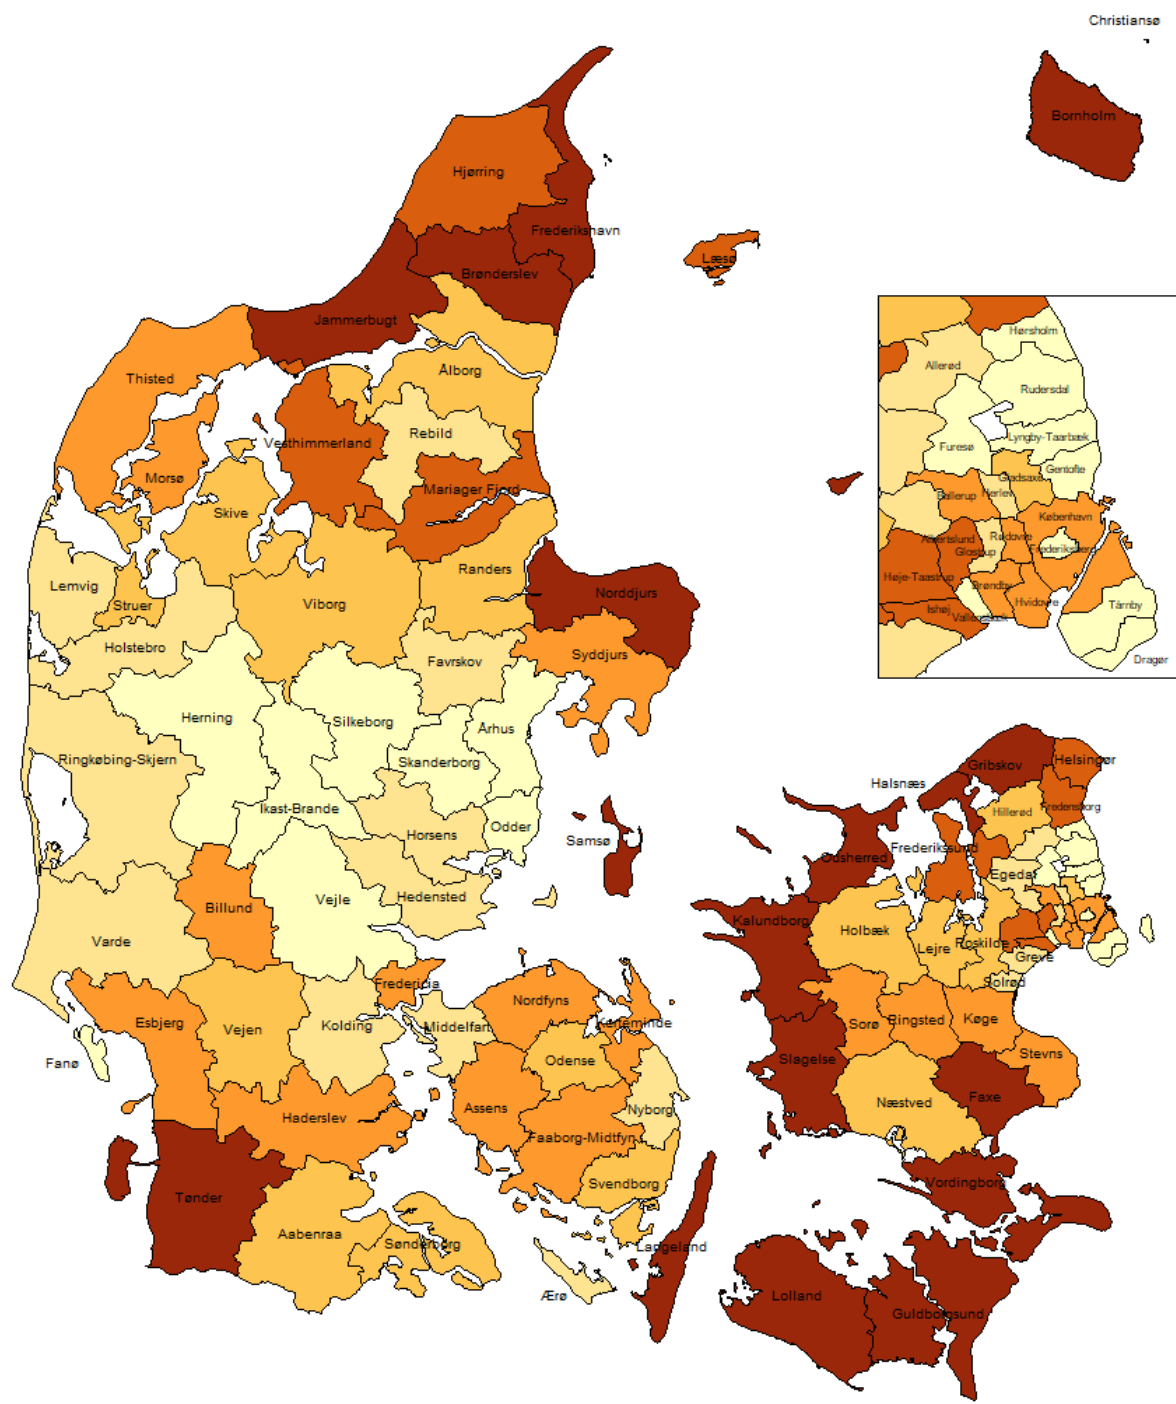 Christiansø
Bornholm
Hjørring
Frederikshavn
Læsø
Brønderslev
Jammerbugt
Thisted
Ålborg
Rebild
Vesthimmerland
Morsø
Mariager Fjord
Skive
Randers
Lemvig
Struer
Viborg
Norddjurs
Holstebro
Favrskov
Syddjurs
Herning
Silkeborg
Århus
Ringkøbing-Skjern
Skanderborg
Ikast-Brande
Horsens
Odder
Samsø
Hedensted
Vejle
Billund
Varde
Fredericia
Nordfyns
Esbjerg
Vejen
Kolding
Middelfart
Kerteminde
Odense
Fanø
Haderslev
Assens
Nyborg
Faaborg-Midtfyn
Tønder
Svendborg
Aabenraa
Sønderborg
Langeland
Ærø
Hørsholm
Allerød
Rudersdal
Lyngby-Taarbæk
Furesø
Gentofte
Gladsaxe
Herlev
Ballerup
København
Rødovre
Albertslund
Glostrup
Frederiksberg
Høje-Taastrup
Brøndby
Hvidovre
Ishøj
Vallensbæk
Tårnby
Dragør
Gribskov
Helsingør
Halsnæs
Hillerød
Fredensborg
Frederikssund
Odsherred
Egedal
Kalundborg
Holbæk
Lejre
Roskilde
Greve
Solrød
Sorø
Ringsted
Køge
Slagelse
Stevns
Næstved
Faxe
Vordingborg
Lolland
Guldborgsund